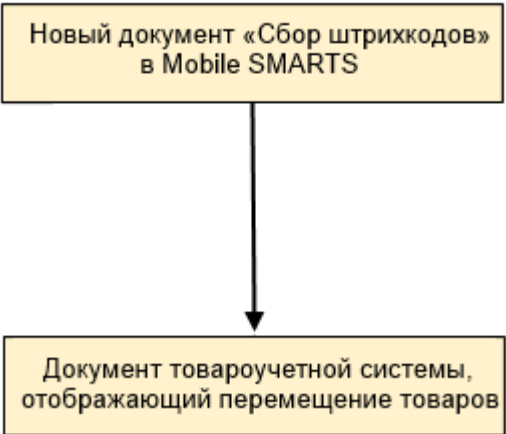 Новый документ «Сбор штрихкодов»
в Mobile SMARTS
Документ товароучетной системы,
отображающий перемещение товаров